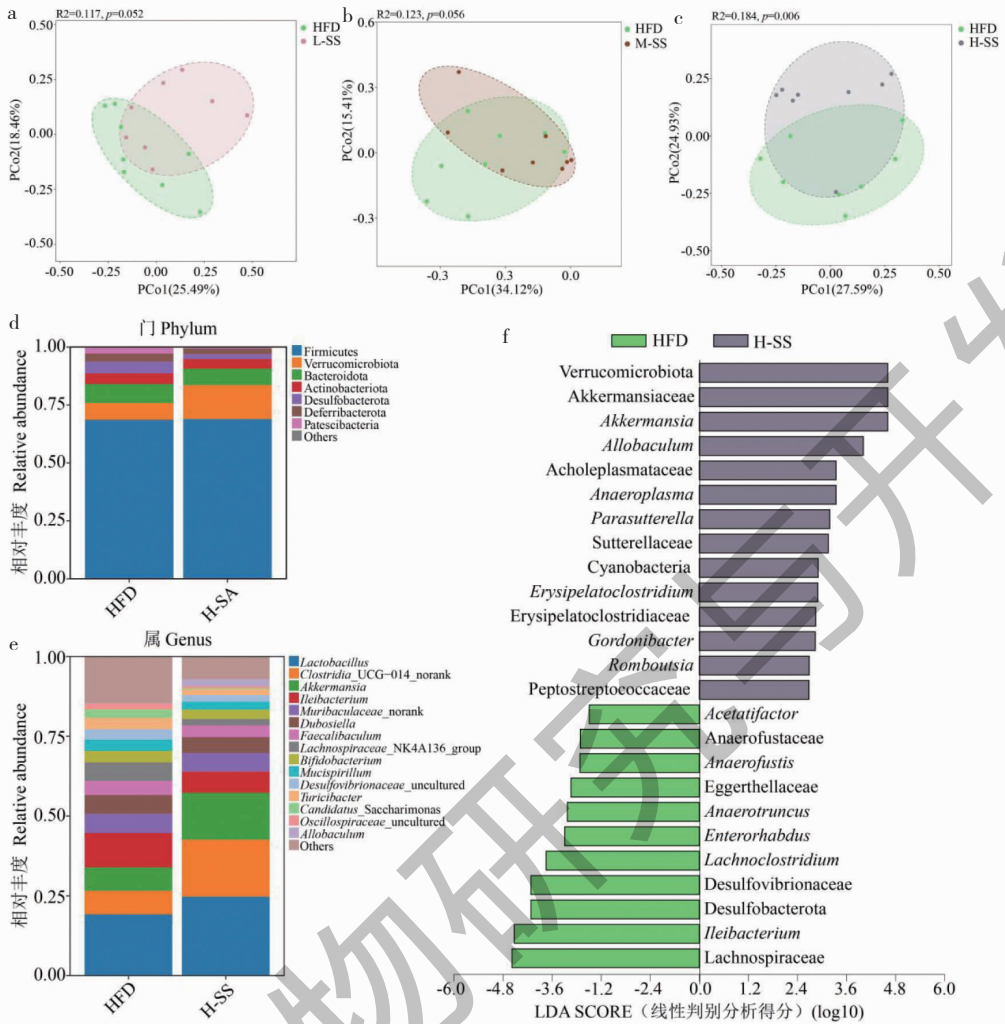 a
R2=0.117, p=0.052
HFD
L-SS
0.50
0.25
0.00
-0.25
-0.50
PCo2(18.46%)
-0.50 -0.25 0.00 0.25 0.50
PCo1(25.49%)
b
R2=0.123, p=0.056
HFD
M-SS
0.6
0.3
0.0
-0.3
PCo2(15.41%)
-0.3 0.3 0.0
PCo1(34.12%)
c
R2=0.184, p=0.006
HFD
H-SS
0.25
0.00
-0.25
-0.50
PCo2(24.93%)
-0.50 -0.25 0.00 0.25 0.50
PCo1(27.59%)
d
门 Phylum
相对丰度 Relative abundance
1.00
0.75
0.50
0.25
0.00
HFD
H-SA
Firmicutes
Verrucomicrobiota
Bacteroidota
Actinobacteriota
Desulfobacterota
Deferribacterota
Patescibacteria
Others
e
属 Genus
相对丰度 Relative abundance
1.00
0.75
0.50
0.25
0.00
HFD
H-SS
Lactobacillus
Clostridia_UCG-014_norank
Akkermansia
Ileibacterium
Muribaculaceae_norank
Dubosiella
Faecalibaculum
Lachnospiraceae_NK4A136_group
Bifidobacterium
Mucispirillum
Desulfovibrionaceae_uncultured
Turicibacter
Candidatus_Saccharimonas
Oscillospiraceae_uncultured
Allobaculum
Others
f
HFD
H-SS
Verrucomicrobiota
Akkermansiaceae
Akkermansia
Allobaculum
Acholeplasmataceae
Anaeroplasma
Parasutterella
Sutterellaceae
Cyanobacteria
Erysipelatoclostridium
Erysipelatoclostridiaceae
Gordonibacter
Romboutsia
Peptostreptococcaceae
Acetatifactor
Anaerofustaceae
Anaerofustis
Eggerthellaceae
Anaerotruncus
Enterorhabdus
Lachnoclostridium
Desulfovibrionaceae
Desulfobacterota
Ileibacterium
Lachnospiraceae
-6.0 -4.8 -3.6 -1.2 -2.4 0.0 1.2 2.4 3.6 4.8 6.0
LDA SCORE（线性判别分析得分）(log10)
物研究与开